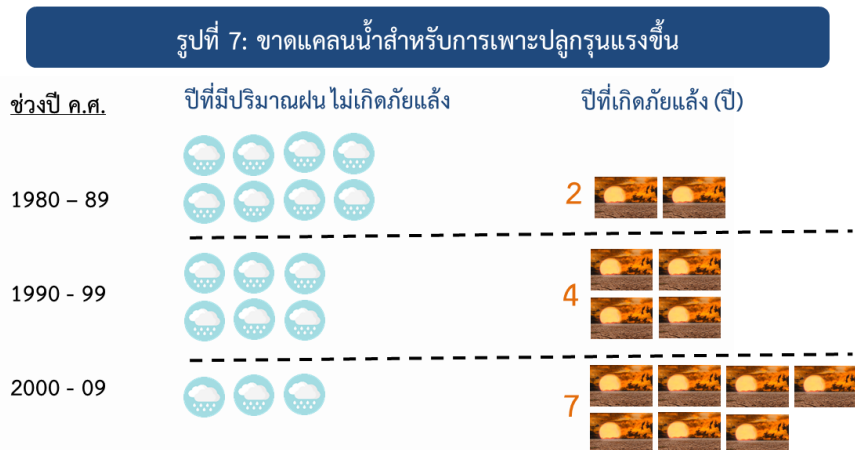 รูปที่ 7: ขาดแคลนน้ำสำหรับการเพาะปลูกรุนแรงขึ้น
ช่วงปี ค.ศ. ปีที่มีปริมาณฝน ไม่เกิดภัยแล้ง ปีที่เกิดภัยแล้ง (ปี)
1980 – 89 2
1990 - 99 4
2000 - 09 7